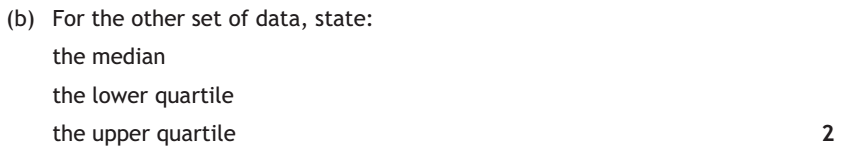 (b) For the other set of data, state:
the median
the lower quartile
the upper quartile 2